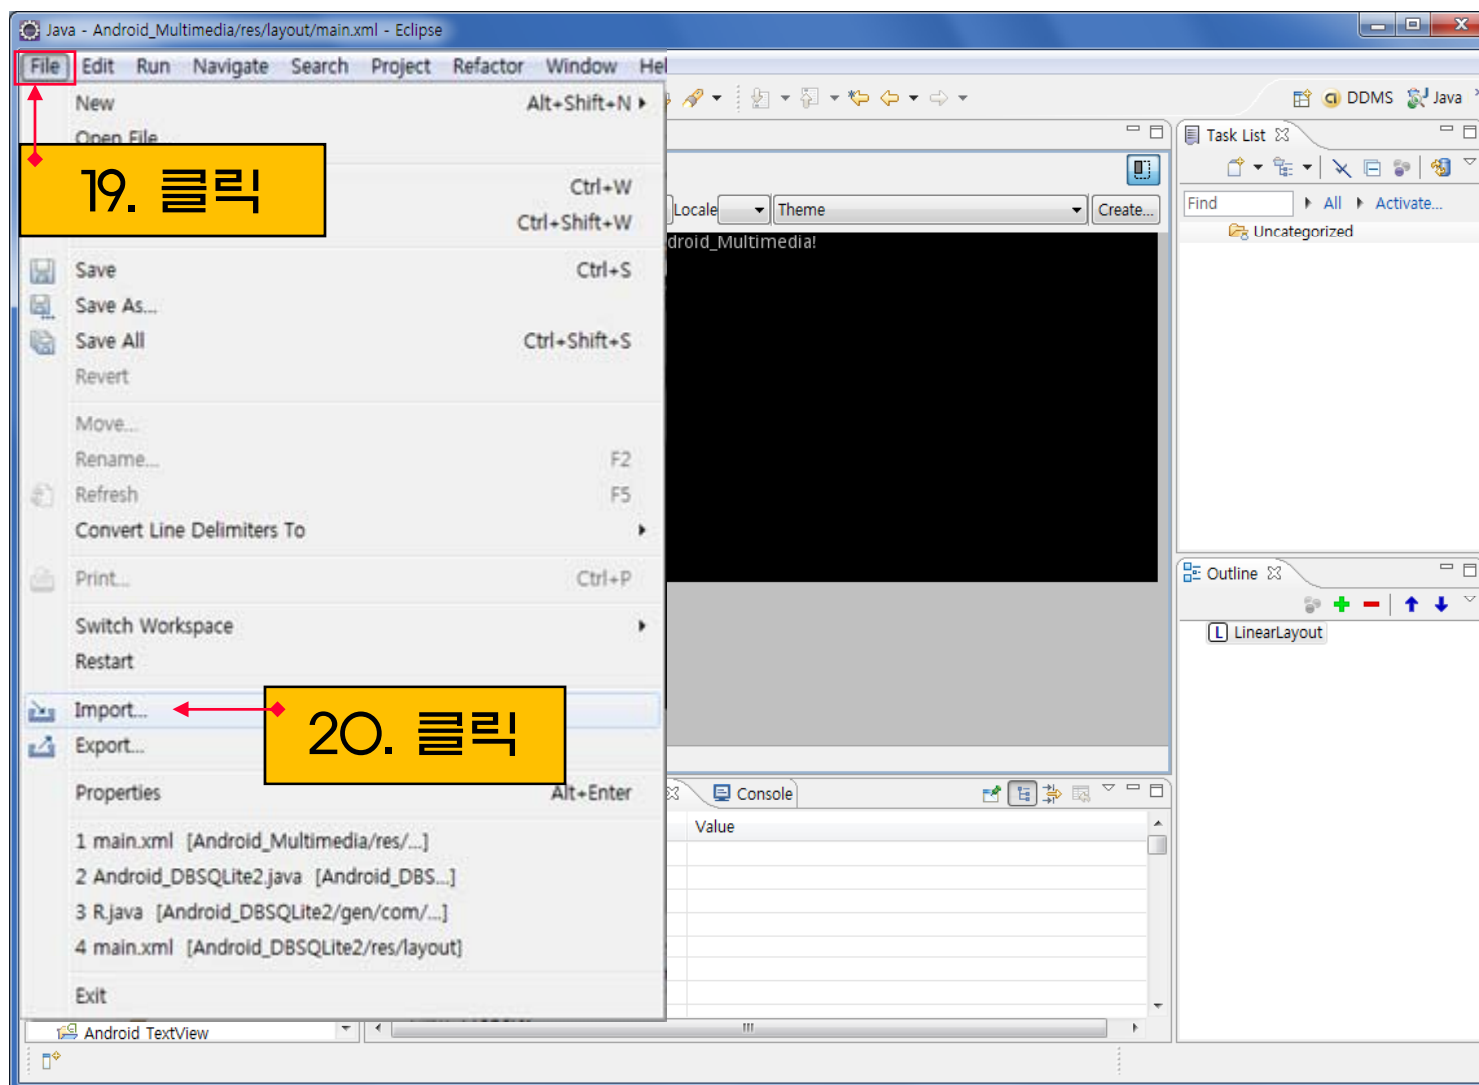 Java - Android_Multimedia/res/layout/main.xml - Eclipse
File Edit Run Navigate Search Project Refactor Window Hel
New Alt+Shift+N
Open File...
19. 클릭
Ctrl+W
Ctrl+Shift+W
Save Ctrl+S
Save As...
Save All Ctrl+Shift+S
Revert
Move...
Rename... F2
Refresh F5
Convert Line Delimiters To
Print... Ctrl+P
Switch Workspace
Restart
Import...
20. 클릭
Export...
Properties Alt+Enter
1 main.xml [Android_Multimedia/res/...]
2 Android_DBSQLite2.java [Android_DBS...]
3 R.java [Android_DBSQLite2/gen/com/...]
4 main.xml [Android_DBSQLite2/res/layout]
Exit
Android TextView
DDMS Java
Locale Theme Create...
droid_Multimedia!
Console
Value
Task List
Find All Activate...
Uncategorized
Outline
LinearLayout